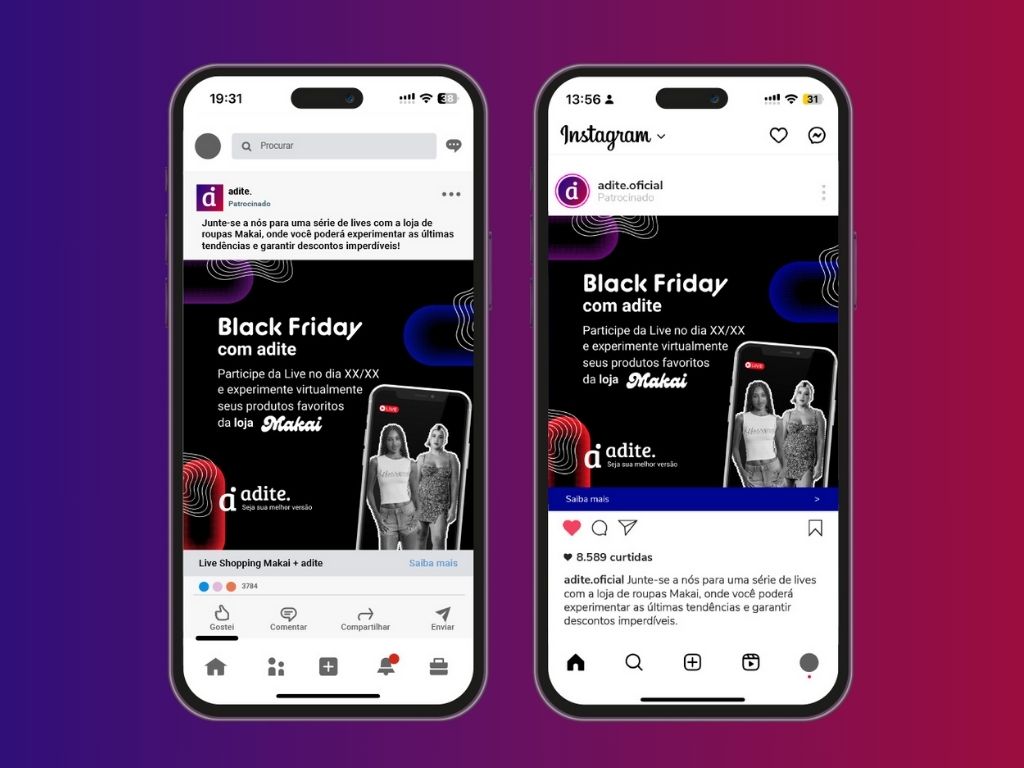 19:31
38
Procurar
adite.
Patrocinado
Junte-se a nós para uma série de lives com a loja de
roupas Makai, onde você poderá experimentar as últimas
tendências e garantir descontos imperdíveis!
Black Friday
com adite
Participe da Live no dia XX/XX
e experimente virtualmente
seus produtos favoritos
da loja Makai
LIVE
adite.
Seja sua melhor versão
Live Shopping Makai + adite Saiba mais
3784
Gostei Comentar Compartilhar Enviar
13:56
31
Instagram
adite.oficial
Patrocinado
Black Friday
com adite
Participe da Live no dia XX/XX
e experimente virtualmente
seus produtos favoritos
da loja Makai
LIVE
adite.
Seja sua melhor versão
Saiba mais >
8.589 curtidas
adite.oficial Junte-se a nós para uma série de lives
com a loja de roupas Makai, onde você poderá
experimentar as últimas tendências e garantir
descontos imperdíveis.